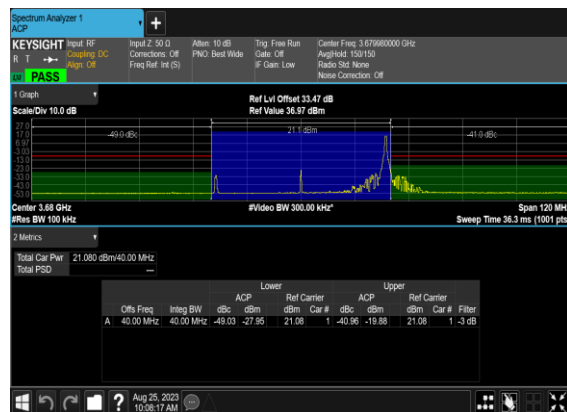 Spectrum Analyzer 1
ACP
+
KEYSIGHT Input: RF Input Z: 50 Ω Atten: 10 dB Trig: Free Run Center Freq: 3.679980000 GHz
R T Coupling: DC Corrections: Off PNO: Best Wide Gate: Off Avg|Hold: 150/150
Align: Off Freq Ref: Int (S) IF Gain: Low Radio Std: None
Noise Correction: Off
PASS
1 Graph
Ref Lvl Offset 33.47 dB
Scale/Div 10.0 dB Ref Value 36.97 dBm
27.0
17.0 -49.0 dBc 21.1 dBm -41.0 dBc
6.97
-3.03
-13.0
-23.0
-33.0
-43.0
-53.0
Center 3.68 GHz #Video BW 300.00 kHz* Span 120 MHz
#Res BW 100 kHz Sweep Time 36.3 ms (1001 pts
2 Metrics
Total Car Pwr 21.080 dBm/40.00 MHz
Total PSD ---
Lower Upper
ACP Ref Carrier ACP Ref Carrier
Offs Freq Integ BW dBc dBm dBm Car # dBc dBm dBm Car # Filter
A 40.00 MHz 40.00 MHz -49.03 -27.95 21.08 1 -40.96 -19.88 21.08 1 -3 dB
? Aug 25, 2023
10:08:17 AM